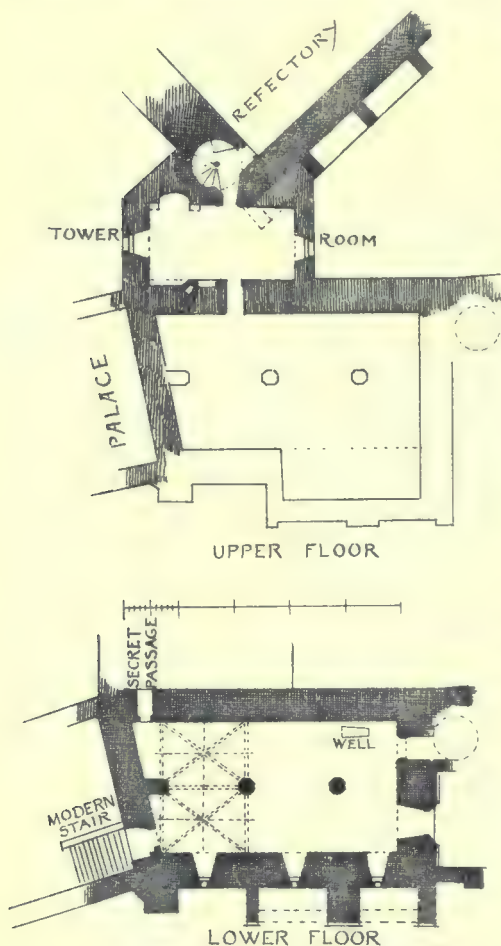 REFECTORY
TOWER
ROOM
PALACE
UPPER FLOOR
SECRET
PASSAGE
WELL
MODERN
STAIR
LOWER FLOOR